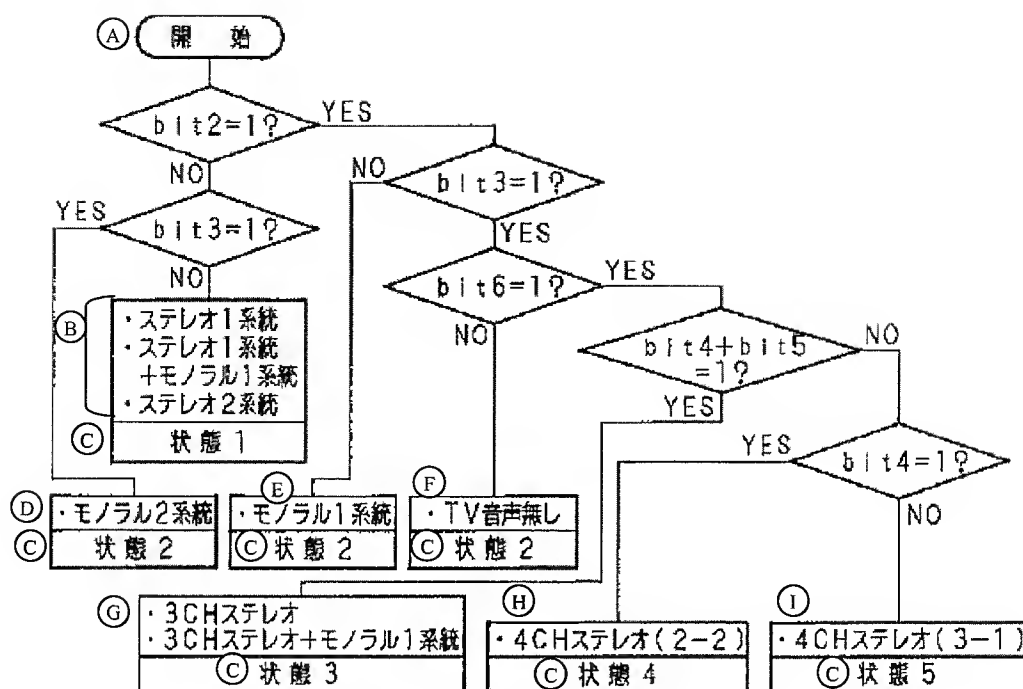 Ⓐ 開 始
bit2=1?
YES
NO
bit3=1?
NO
YES
bit3=1?
YES
NO
bit6=1?
YES
NO
Ⓑ
・ステレオ1系統
・ステレオ1系統
+モノラル1系統
・ステレオ2系統
Ⓒ 状態1
bit4+bit5
=1?
NO
YES
bit4=1?
YES
NO
Ⓓ ・モノラル2系統
Ⓒ 状態2
Ⓔ
・モノラル1系統
Ⓒ 状態2
Ⓕ
・TV音声無し
Ⓒ 状態2
Ⓖ ・3CHステレオ
・3CHステレオ+モノラル1系統
Ⓒ 状態3
Ⓗ
・4CHステレオ(2-2)
Ⓒ 状態4
Ⓘ
・4CHステレオ(3-1)
Ⓒ 状態5